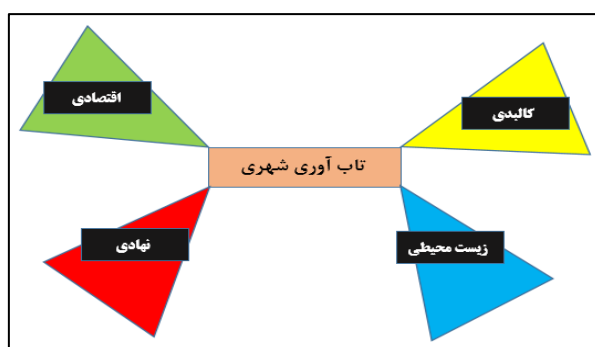 کالبدی
اقتصادی
تاب آوری شهری
زیست محیطی
نهادی